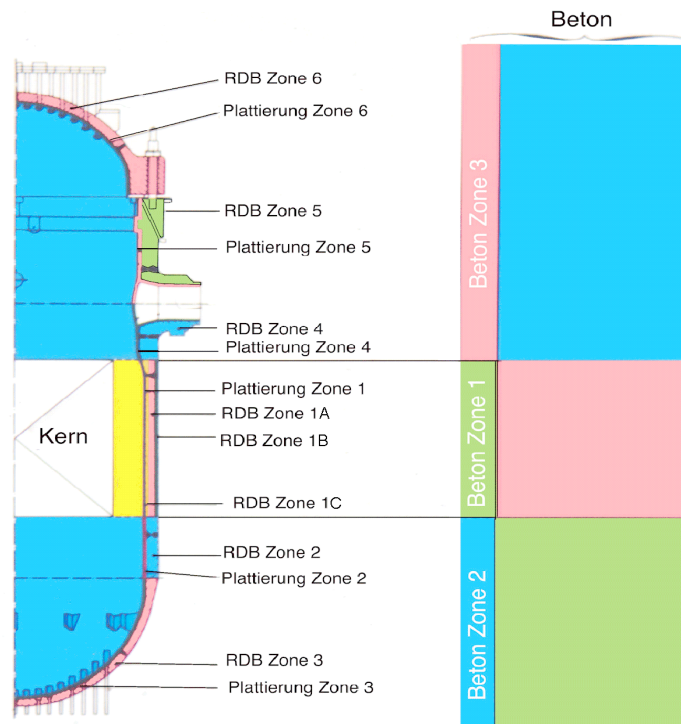 Beton
RDB Zone 6
Plattierung Zone 6
RDB Zone 5
Plattierung Zone 5
RDB Zone 4
Plattierung Zone 4
Plattierung Zone 1
RDB Zone 1A
Kern
RDB Zone 1B
RDB Zone 1C
RDB Zone 2
Plattierung Zone 2
RDB Zone 3
Plattierung Zone 3
Beton Zone 3
Beton Zone 1
Beton Zone 2